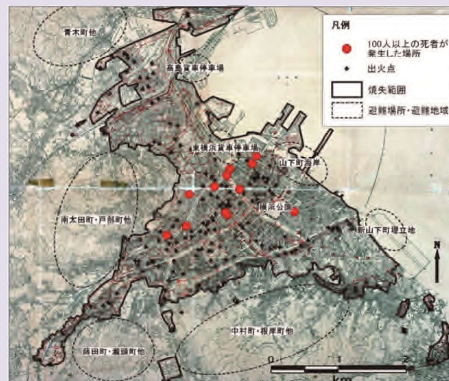 凡例
100人以上の死者が
発生した場所
出火点
焼失範囲
避難場所・避難地域
青木町他
高島貨車停車場
東横浜貨車停車場
山下町海岸
横浜公園
新山下町埋立地
南太田町・戸部町他
中村町・根岸町他
蒔田町・瀬頭町他
N
0 1 2
km